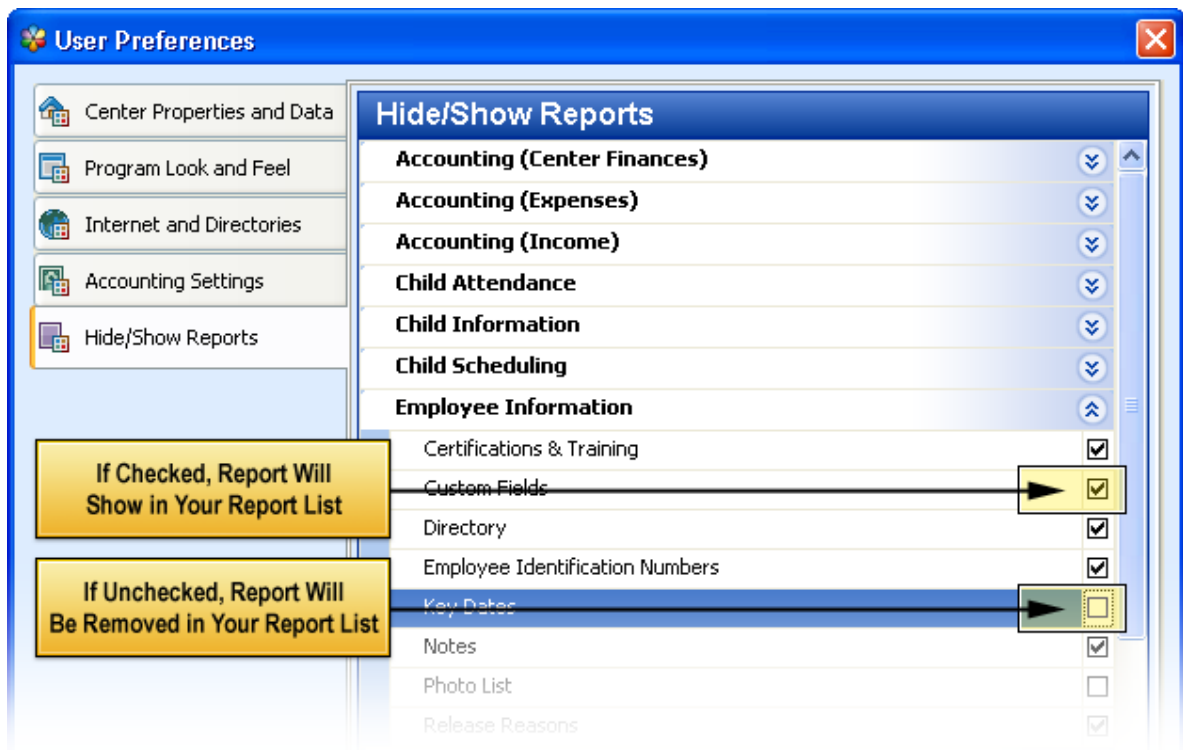 User Preferences
Center Properties and Data
Program Look and Feel
Internet and Directories
Accounting Settings
Hide/Show Reports
Hide/Show Reports
Accounting (Center Finances)
Accounting (Expenses)
Accounting (Income)
Child Attendance
Child Information
Child Scheduling
Employee Information
Certifications & Training
Custom Fields
Directory
Employee Identification Numbers
Key Dates
Notes
Photo List
Release Reasons
If Checked, Report Will
Show in Your Report List
If Unchecked, Report Will
Be Removed in Your Report List